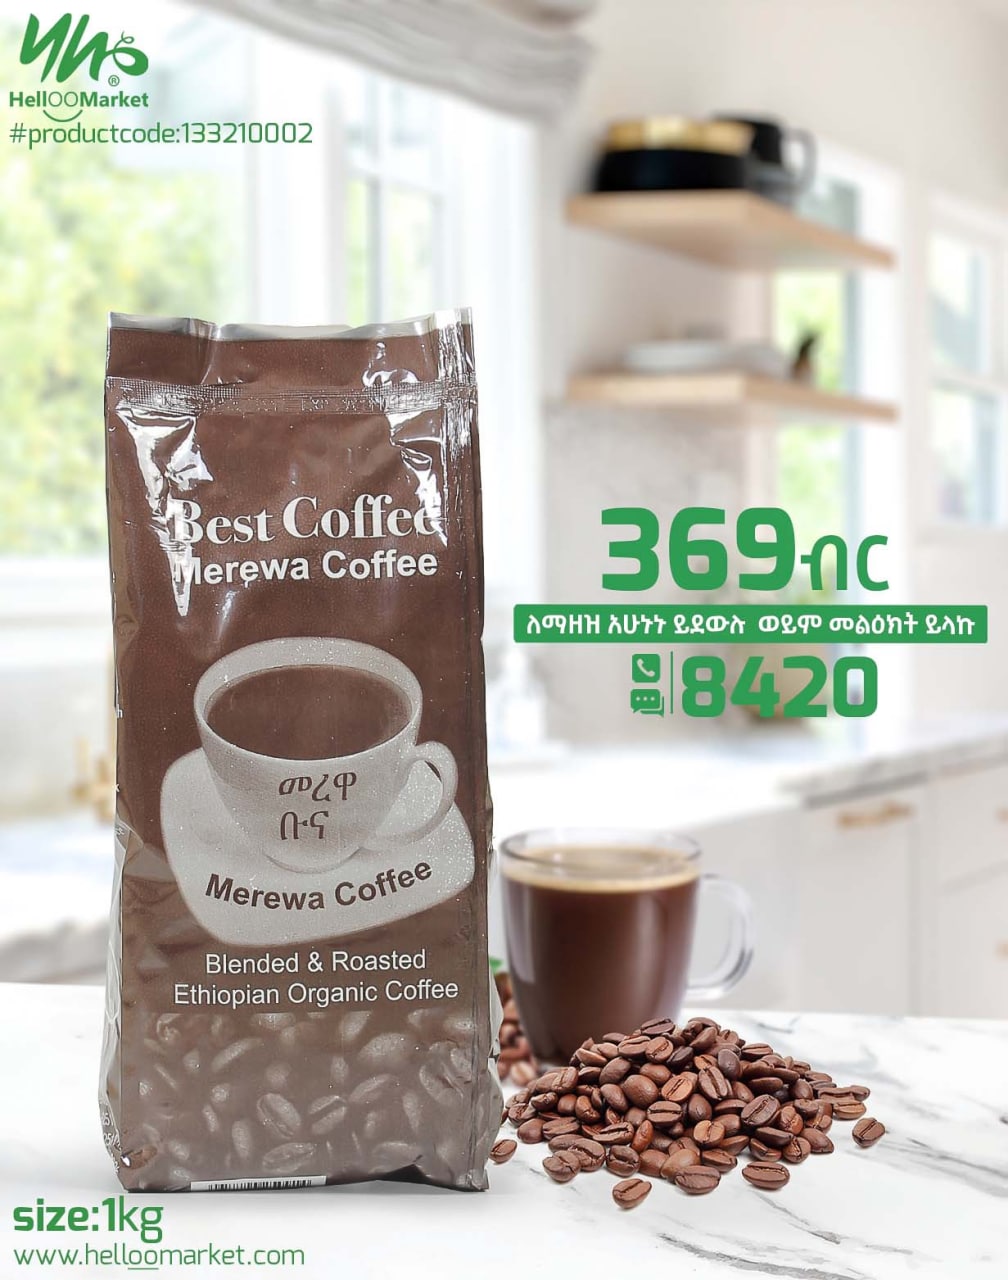 HellOOMarket
#productcode:133210002
Best Coffee
Merewa Coffee
369ብር
ለማዘዝ አሁኑኑ ይደውሉ ወይም መልዕክት ይላኩ
8420
መረዋ
ቡና
Merewa Coffee
Blended & Roasted
Ethiopian Organic Coffee
size:1kg
www.helloomarket.com